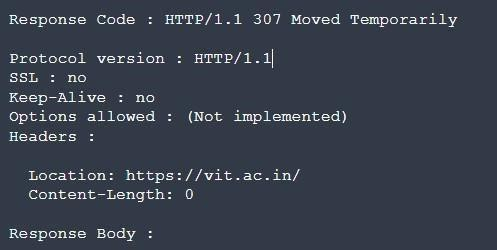 Response Code : HTTP/1.1 307 Moved Temporarily
Protocol version : HTTP/1.1
SSL : no
Keep-Alive : no
Options allowed : (Not implemented)
Headers :
Location: https://vit.ac.in/
Content-Length: 0
Response Body :